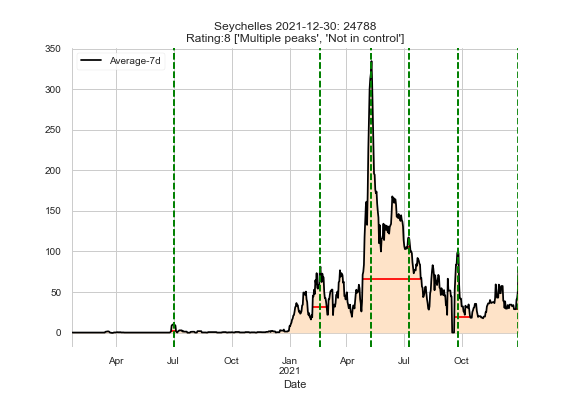 Seychelles 2021-12-30: 24788
Rating:8 ['Multiple peaks', 'Not in control']
Average-7d
350
300
250
200
150
100
50
0
Apr
Jul
Oct
Jan
2021
Apr
Jul
Oct
Date